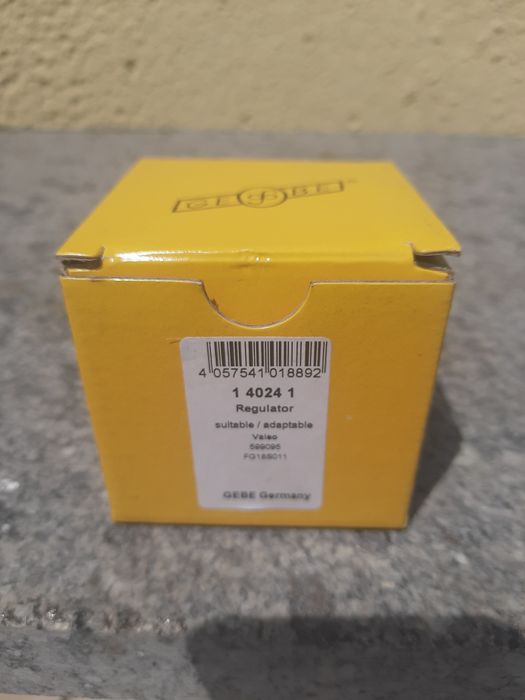 GEBE
4 057541 018892
1 4024 1
Regulator
suitable / adaptable
Valeo
599095
FG18S011
GEBE Germany